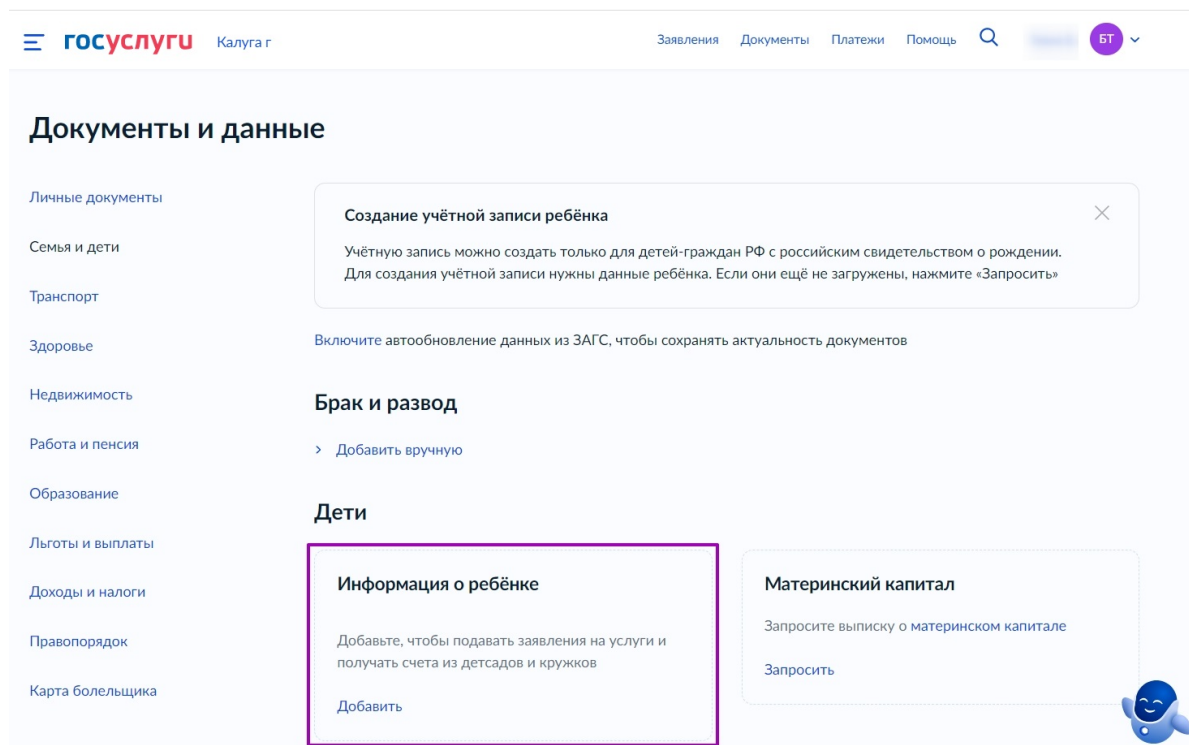 госуслуги Калуга г Заявления Документы Платежи Помощь БТ
Документы и данные
Личные документы
Семья и дети
Транспорт
Здоровье
Недвижимость
Работа и пенсия
Образование
Льготы и выплаты
Доходы и налоги
Правопорядок
Карта болельщика
Создание учётной записи ребёнка
Учётную запись можно создать только для детей-граждан РФ с российским свидетельством о рождении.
Для создания учётной записи нужны данные ребёнка. Если они ещё не загружены, нажмите «Запросить»
Включите автообновление данных из ЗАГС, чтобы сохранять актуальность документов
Брак и развод
Добавить вручную
Дети
Информация о ребёнке
Добавьте, чтобы подавать заявления на услуги и
получать счета из детсадов и кружков
Добавить
Материнский капитал
Запросите выписку о материнском капитале
Запросить